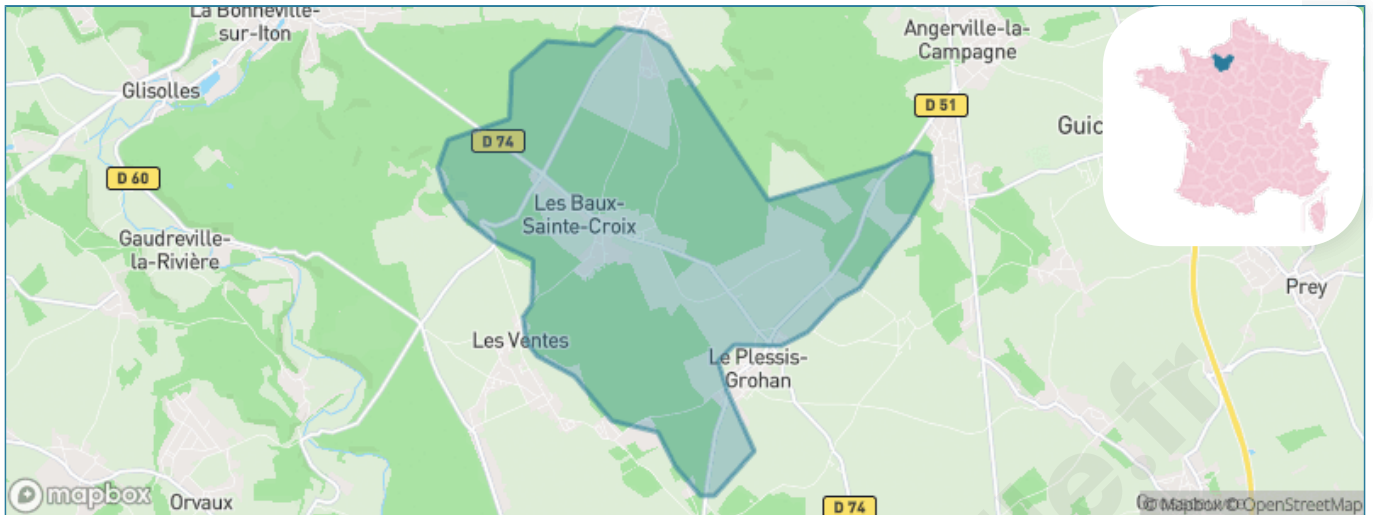 La Bonneville-
sur-Iton
Angerville-la-
Campagne
Glisolles
D 51
Guic
D 74
D 60
Les Baux-
Sainte-Croix
Gaudreville-
la-Rivière
Prey
Les Ventes
Le Plessis-
Grohan
mapbox
Orvaux
D 74
© Mapbox © OpenStreetMap